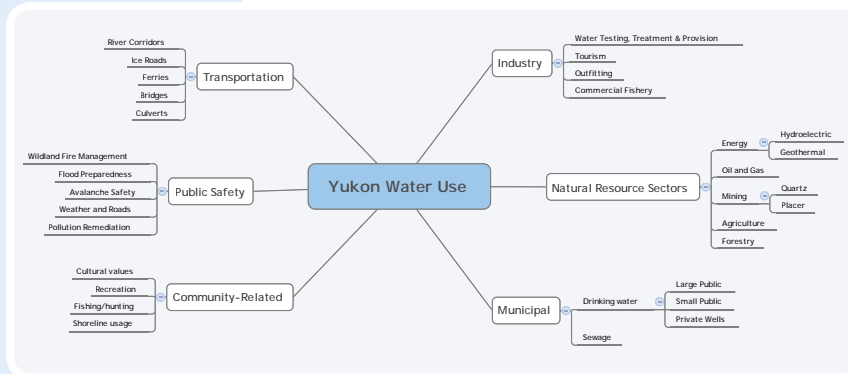 Yukon Water Use
Transportation
River Corridors
Ice Roads
Ferries
Bridges
Culverts
Public Safety
Wildland Fire Management
Flood Preparedness
Avalanche Safety
Weather and Roads
Pollution Remediation
Community-Related
Cultural values
Recreation
Fishing/hunting
Shoreline usage
Industry
Water Testing, Treatment & Provision
Tourism
Outfitting
Commercial Fishery
Natural Resource Sectors
Energy
Hydroelectric
Geothermal
Oil and Gas
Mining
Quartz
Placer
Agriculture
Forestry
Municipal
Drinking water
Large Public
Small Public
Private Wells
Sewage